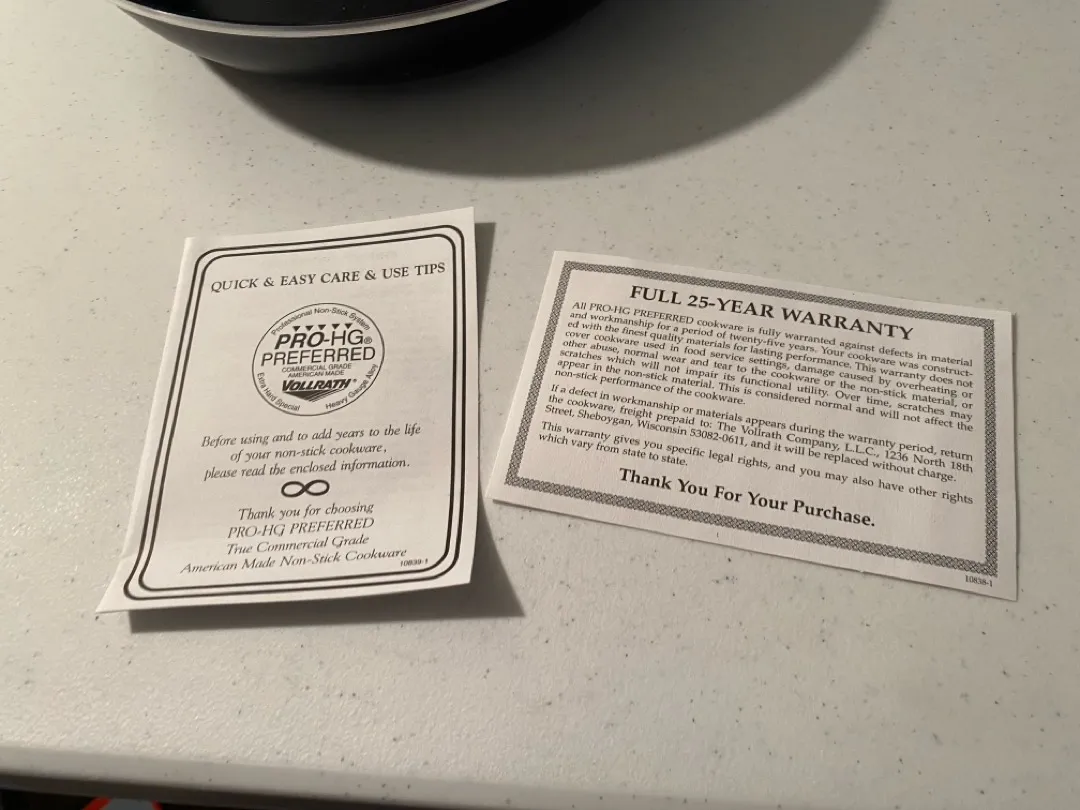 QUICK & EASY CARE & USE TIPS
Professional Non-Stick System
PRO-HG®
PREFERRED
COMMERCIAL GRADE
AMERICAN MADE
VOLLRATH
Extra Hard Special
Heavy Gauge Alloy
Before using and to add years to the life
of your non-stick cookware,
please read the enclosed information.
Thank you for choosing
PRO-HG PREFERRED
True Commercial Grade
American Made Non-Stick Cookware
10839-1
FULL 25-YEAR WARRANTY
All PRO-HG PREFERRED cookware is fully warranted against defects in material
and workmanship for a period of twenty-five years. Your cookware was construct-
ed with the finest quality materials for lasting performance. This warranty does not
cover cookware used in food service settings, damage caused by overheating or
other abuse, normal wear and tear to the cookware or the non-stick material, or
scratches which will not impair its functional utility. Over time, scratches may
appear in the non-stick material. This is considered normal and will not affect the
non-stick performance of the cookware.
If a defect in workmanship or materials appears during the warranty period, return
the cookware, freight prepaid to: The Vollrath Company, L.L.C., 1236 North 18th
Street, Sheboygan, Wisconsin 53082-0611, and it will be replaced without charge.
This warranty gives you specific legal rights, and you may also have other rights
which vary from state to state.
Thank You For Your Purchase.
1
10838-1